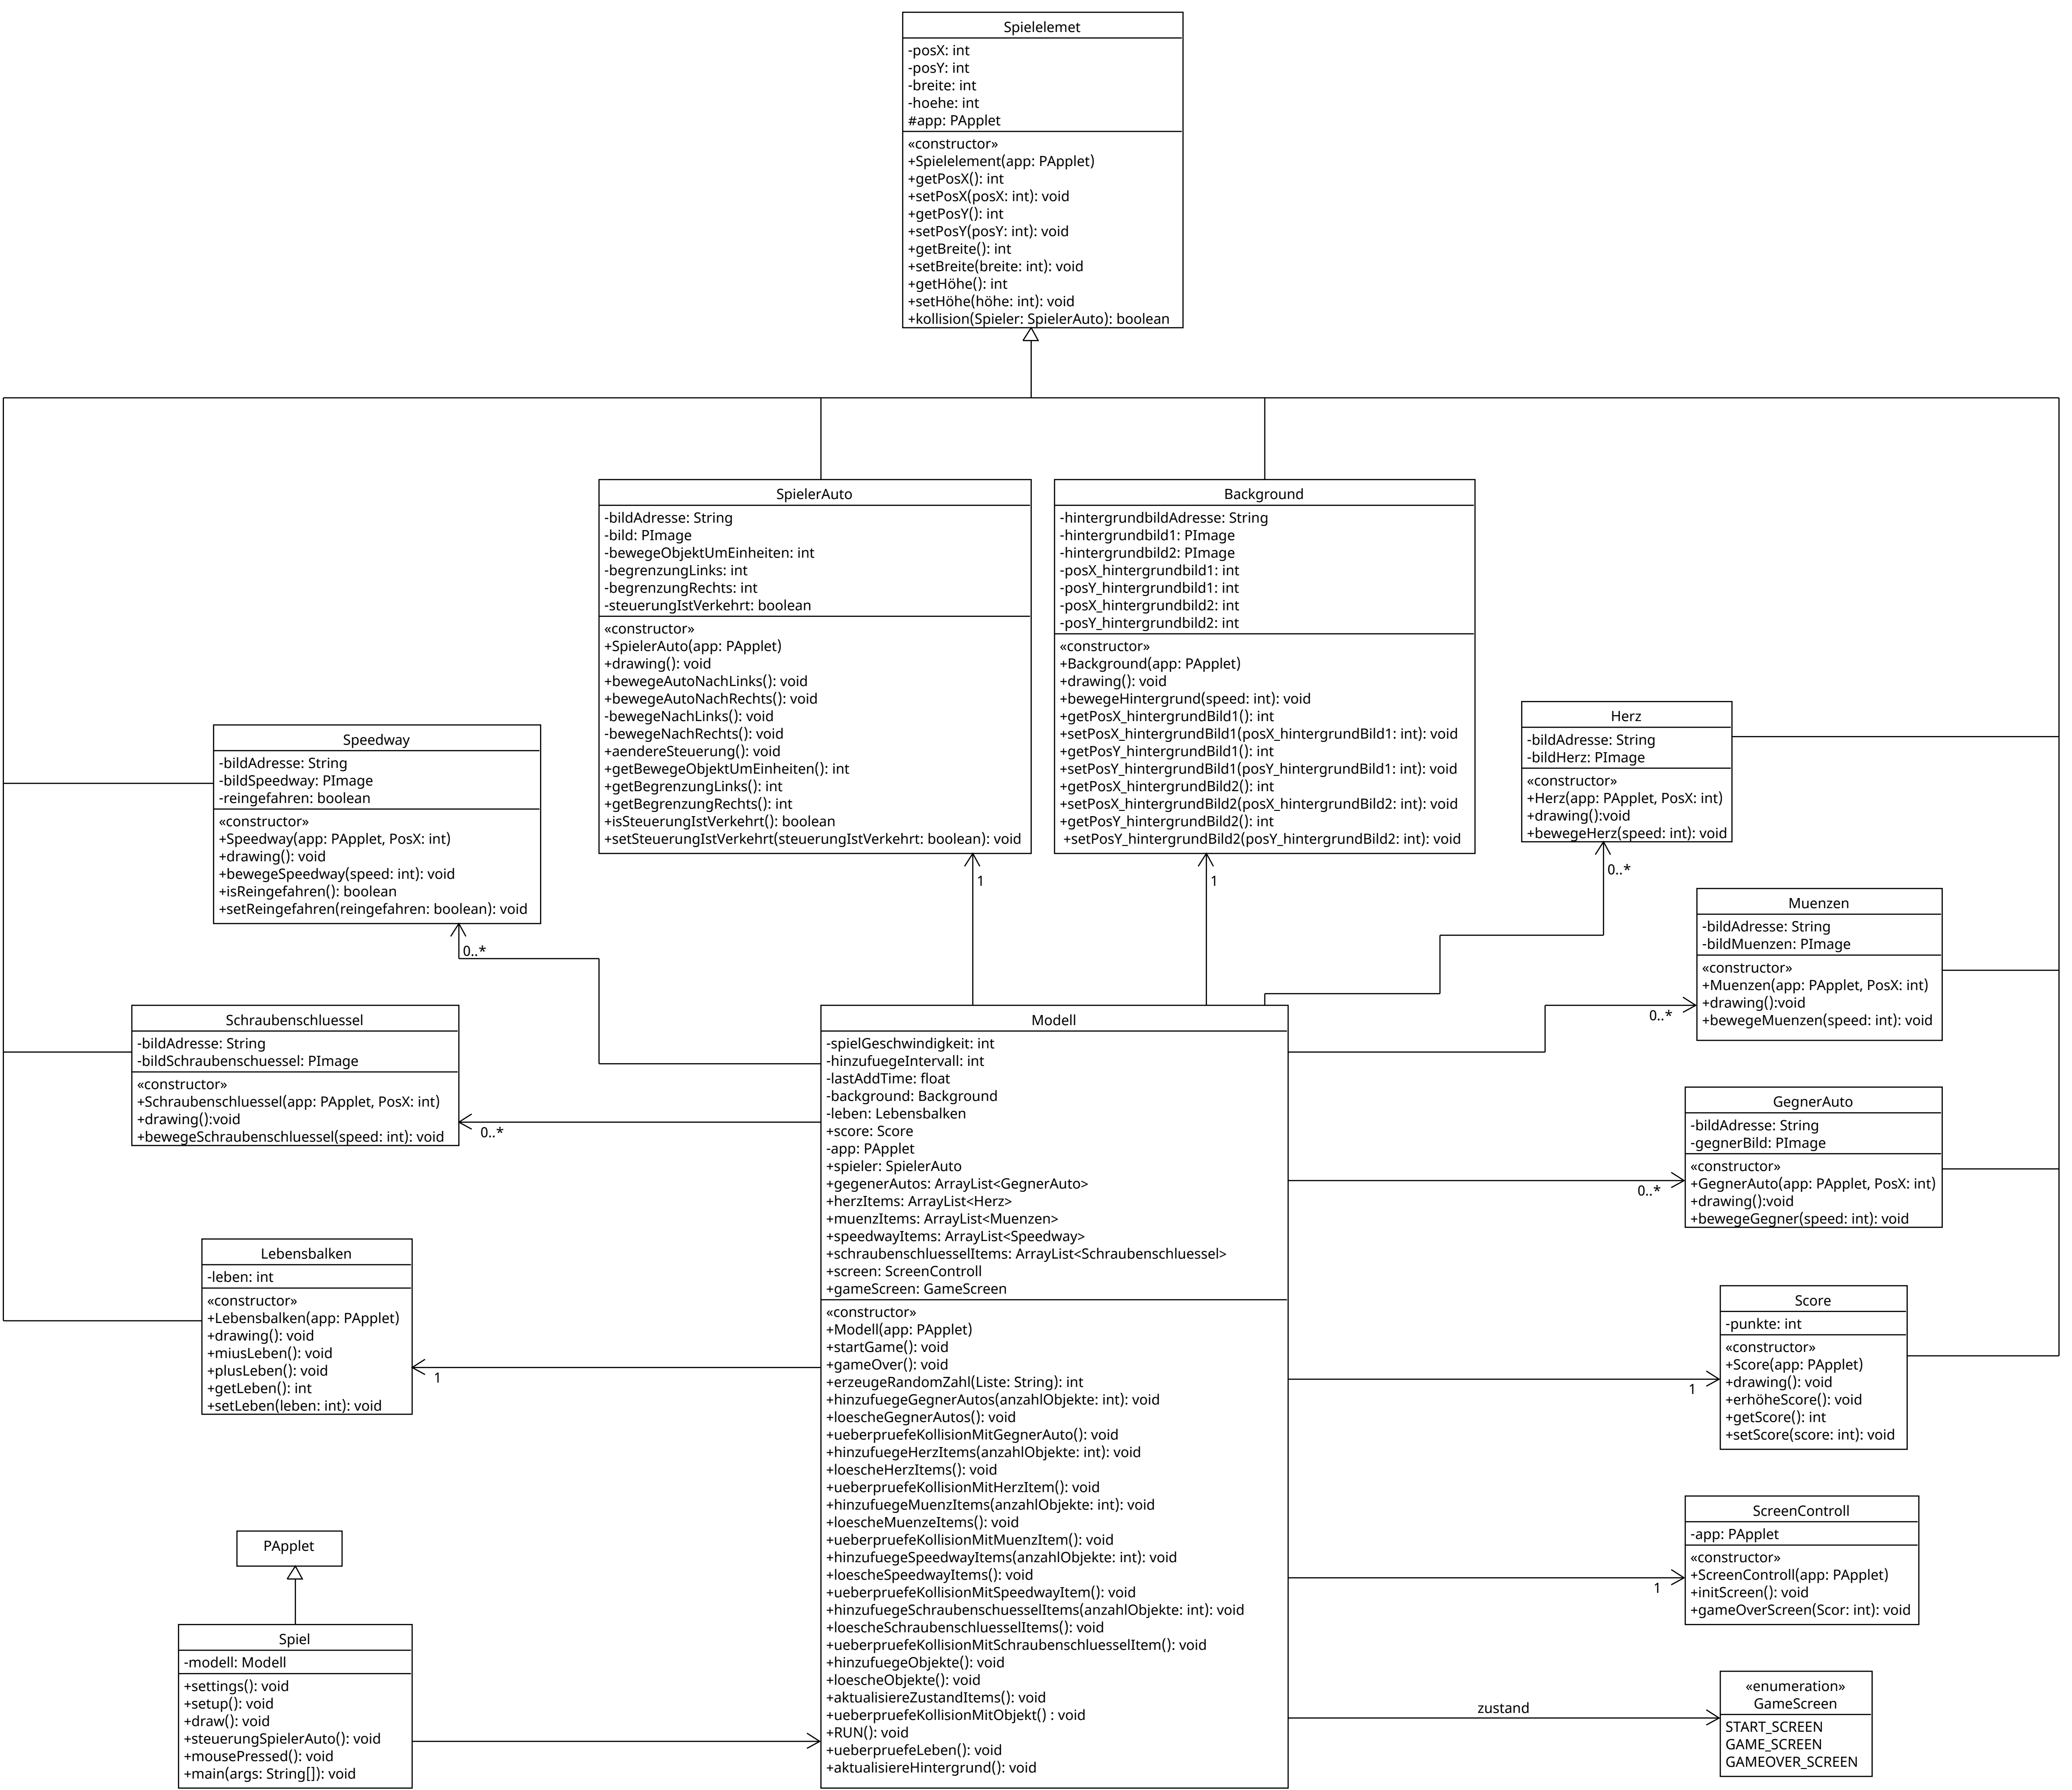 Spielelemet
-posX: int
-posY: int
-breite: int
-hoehe: int
#app: PApplet
«constructor»
+Spielelement(app: PApplet)
+getPosX(): int
+setPosX(posX: int): void
+getPosY(): int
+setPosY(posY: int): void
+getBreite(): int
+setBreite(breite: int): void
+getHöhe(): int
+setHöhe(höhe: int): void
+kollision(Spieler: SpielerAuto): boolean
SpielerAuto
-bildAdresse: String
-bild: PImage
-bewegeObjektUmEinheiten: int
-begrenzungLinks: int
-begrenzungRechts: int
-steuerungIstVerkehrt: boolean
«constructor»
+SpielerAuto(app: PApplet)
+drawing(): void
+bewegeAutoNachLinks(): void
+bewegeAutoNachRechts(): void
-bewegeNachLinks(): void
-bewegeNachRechts(): void
+aendereSteuerung(): void
+getBewegeObjektUmEinheiten(): int
+getBegrenzungLinks(): int
+getBegrenzungRechts(): int
+isSteuerungIstVerkehrt(): boolean
+setSteuerungIstVerkehrt(steuerungIstVerkehrt: boolean): void
1
Background
-hintergrundbildAdresse: String
-hintergrundbild1: PImage
-hintergrundbild2: PImage
-posX_hintergrundbild1: int
-posY_hintergrundbild1: int
-posX_hintergrundbild2: int
-posY_hintergrundbild2: int
«constructor»
+Background(app: PApplet)
+drawing(): void
+bewegeHintergrund(speed: int): void
+getPosX_hintergrundBild1(): int
+setPosX_hintergrundBild1(posX_hintergrundBild1: int): void
+getPosY_hintergrundBild1(): int
+setPosY_hintergrundBild1(posY_hintergrundBild1: int): void
+getPosX_hintergrundBild2(): int
+setPosX_hintergrundBild2(posX_hintergrundBild2: int): void
+getPosY_hintergrundBild2(): int
+setPosY_hintergrundBild2(posY_hintergrundBild2: int): void
1
Herz
-bildAdresse: String
-bildHerz: PImage
«constructor»
+Herz(app: PApplet, PosX: int)
+drawing():void
+bewegeHerz(speed: int): void
0..*
Speedway
-bildAdresse: String
-bildSpeedway: PImage
-reingefahren: boolean
«constructor»
+Speedway(app: PApplet, PosX: int)
+drawing(): void
+bewegeSpeedway(speed: int): void
+isReingefahren(): boolean
+setReingefahren(reingefahren: boolean): void
0..*
Muenzen
-bildAdresse: String
-bildMuenzen: PImage
«constructor»
+Muenzen(app: PApplet, PosX: int)
+drawing():void
+bewegeMuenzen(speed: int): void
0..*
Schraubenschluessel
-bildAdresse: String
-bildSchraubenschuessel: PImage
«constructor»
+Schraubenschluessel(app: PApplet, PosX: int)
+drawing():void
+bewegeSchraubenschluessel(speed: int): void
0..*
Modell
-spielGeschwindigkeit: int
-hinzufuegeIntervall: int
-lastAddTime: float
-background: Background
-leben: Lebensbalken
+score: Score
-app: PApplet
+spieler: SpielerAuto
+gegenerAutos: ArrayList<GegnerAuto>
+herzItems: ArrayList<Herz>
+muenzItems: ArrayList<Muenzen>
+speedwayItems: ArrayList<Speedway>
+schraubenschluesselItems: ArrayList<Schraubenschluessel>
+screen: ScreenControll
+gameScreen: GameScreen
«constructor»
+Modell(app: PApplet)
+startGame(): void
+gameOver(): void
+erzeugeRandomZahl(Liste: String): int
+hinzufuegeGegnerAutos(anzahlObjekte: int): void
+loescheGegnerAutos(): void
+ueberpruefeKollisionMitGegnerAuto(): void
+hinzufuegeHerzItems(anzahlObjekte: int): void
+loescheHerzItems(): void
+ueberpruefeKollisionMitHerzItem(): void
+hinzufuegeMuenzItems(anzahlObjekte: int): void
+loescheMuenzeItems(): void
+ueberpruefeKollisionMitMuenzItem(): void
+hinzufuegeSpeedwayItems(anzahlObjekte: int): void
+loescheSpeedwayItems(): void
+ueberpruefeKollisionMitSpeedwayItem(): void
+hinzufuegeSchraubenschuesselItems(anzahlObjekte: int): void
+loescheSchraubenschluesselItems(): void
+ueberpruefeKollisionMitSchraubenschluesselItem(): void
+hinzufuegeObjekte(): void
+loescheObjekte(): void
+aktualisiereZustandItems(): void
+ueberpruefeKollisionMitObjekt() : void
+RUN(): void
+ueberpruefeLeben(): void
+aktualisiereHintergrund(): void
GegnerAuto
-bildAdresse: String
-gegnerBild: PImage
«constructor»
+GegnerAuto(app: PApplet, PosX: int)
+drawing():void
+bewegeGegner(speed: int): void
0..*
Lebensbalken
-leben: int
«constructor»
+Lebensbalken(app: PApplet)
+drawing(): void
+miusLeben(): void
+plusLeben(): void
+getLeben(): int
+setLeben(leben: int): void
1
Score
-punkte: int
«constructor»
+Score(app: PApplet)
+drawing(): void
+erhöheScore(): void
+getScore(): int
+setScore(score: int): void
1
ScreenControll
-app: PApplet
«constructor»
+ScreenControll(app: PApplet)
+initScreen(): void
+gameOverScreen(Scor: int): void
1
PApplet
Spiel
-modell: Modell
+settings(): void
+setup(): void
+draw(): void
+steuerungSpielerAuto(): void
+mousePressed(): void
+main(args: String[]): void
zustand
«enumeration»
GameScreen
START_SCREEN
GAME_SCREEN
GAMEOVER_SCREEN